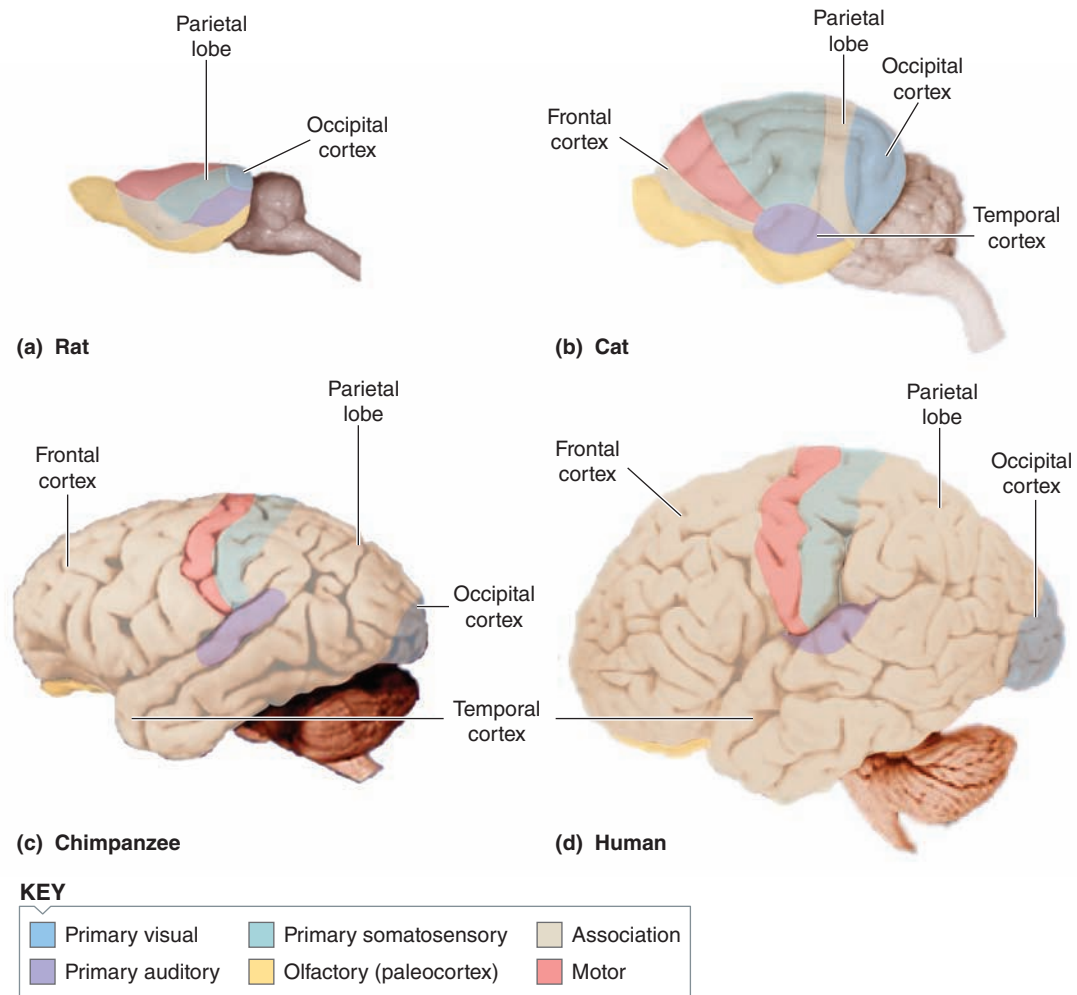 Parietal
lobe
Occipital
cortex
(a) Rat
Parietal
lobe
Occipital
cortex
Frontal
cortex
Temporal
cortex
(b) Cat
Parietal
lobe
Frontal
cortex
Occipital
cortex
Temporal
cortex
(c) Chimpanzee
Parietal
lobe
Frontal
cortex
Occipital
cortex
(d) Human
KEY
Primary visual
Primary somatosensory
Association
Primary auditory
Olfactory (paleocortex)
Motor